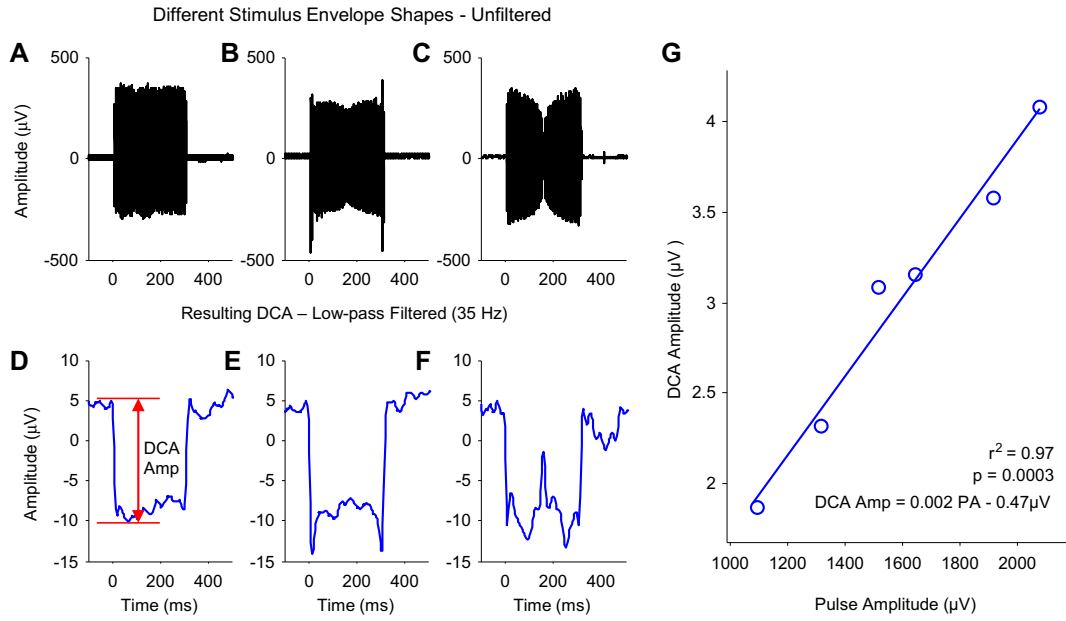 Different Stimulus Envelope Shapes - Unfiltered
A
B
C
G
500
0
-500
Amplitude (µV)
0 200 400
500
0
-500
0 200 400
500
0
-500
0 200 400
Resulting DCA – Low-pass Filtered (35 Hz)
D
E
F
10
5
0
-5
-10
-15
Amplitude (µV)
DCA
Amp
0 200 400
Time (ms)
10
5
0
-5
-10
-15
0 200 400
Time (ms)
10
5
0
-5
-10
-15
0 200 400
Time (ms)
4
3.5
3
2.5
2
DCA Amplitude (µV)
r² = 0.97
p = 0.0003
DCA Amp = 0.002 PA - 0.47µV
1000 1200 1400 1600 1800 2000
Pulse Amplitude (µV)